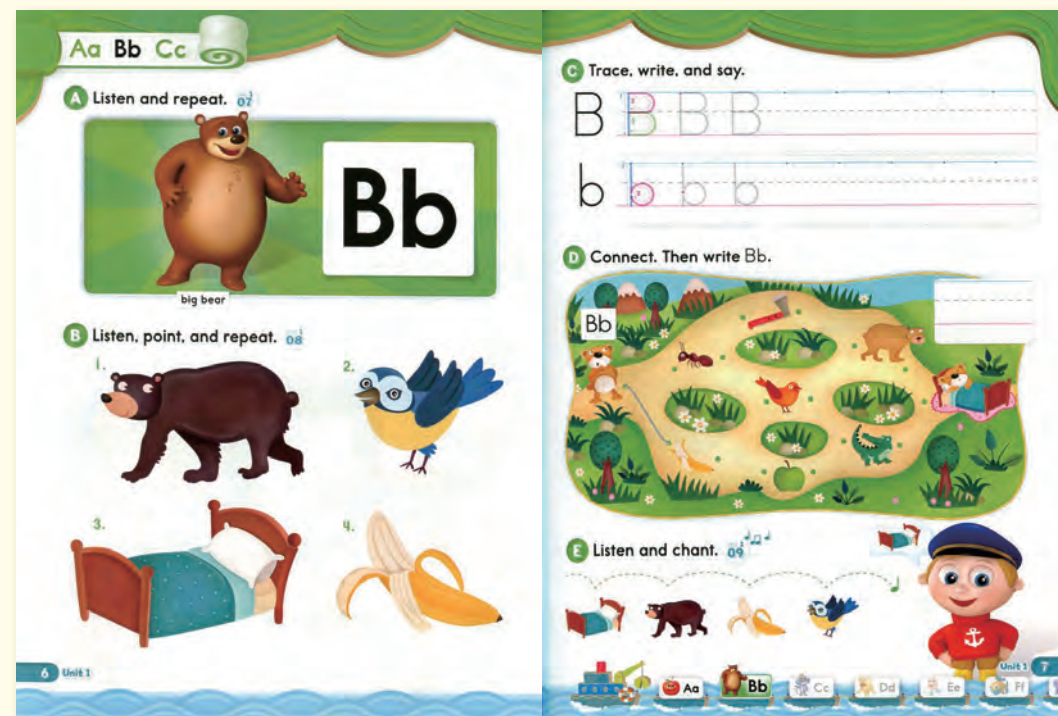 Aa Bb Cc
A Listen and repeat. 07
Bb
big bear
B Listen, point, and repeat. 08
1.
2.
3.
4.
6 Unit 1
C Trace, write, and say.
B B B B
b b b b
D Connect. Then write Bb.
Bb
E Listen and chant. 09
Unit 1 7
Aa Bb Cc Dd Ee Ff